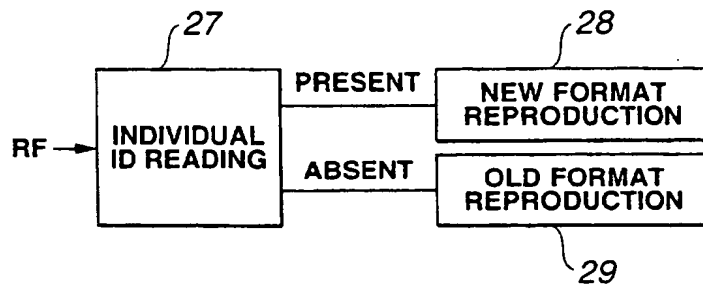 27
28
RF
INDIVIDUAL
ID READING
PRESENT
NEW FORMAT
REPRODUCTION
ABSENT
OLD FORMAT
REPRODUCTION
29